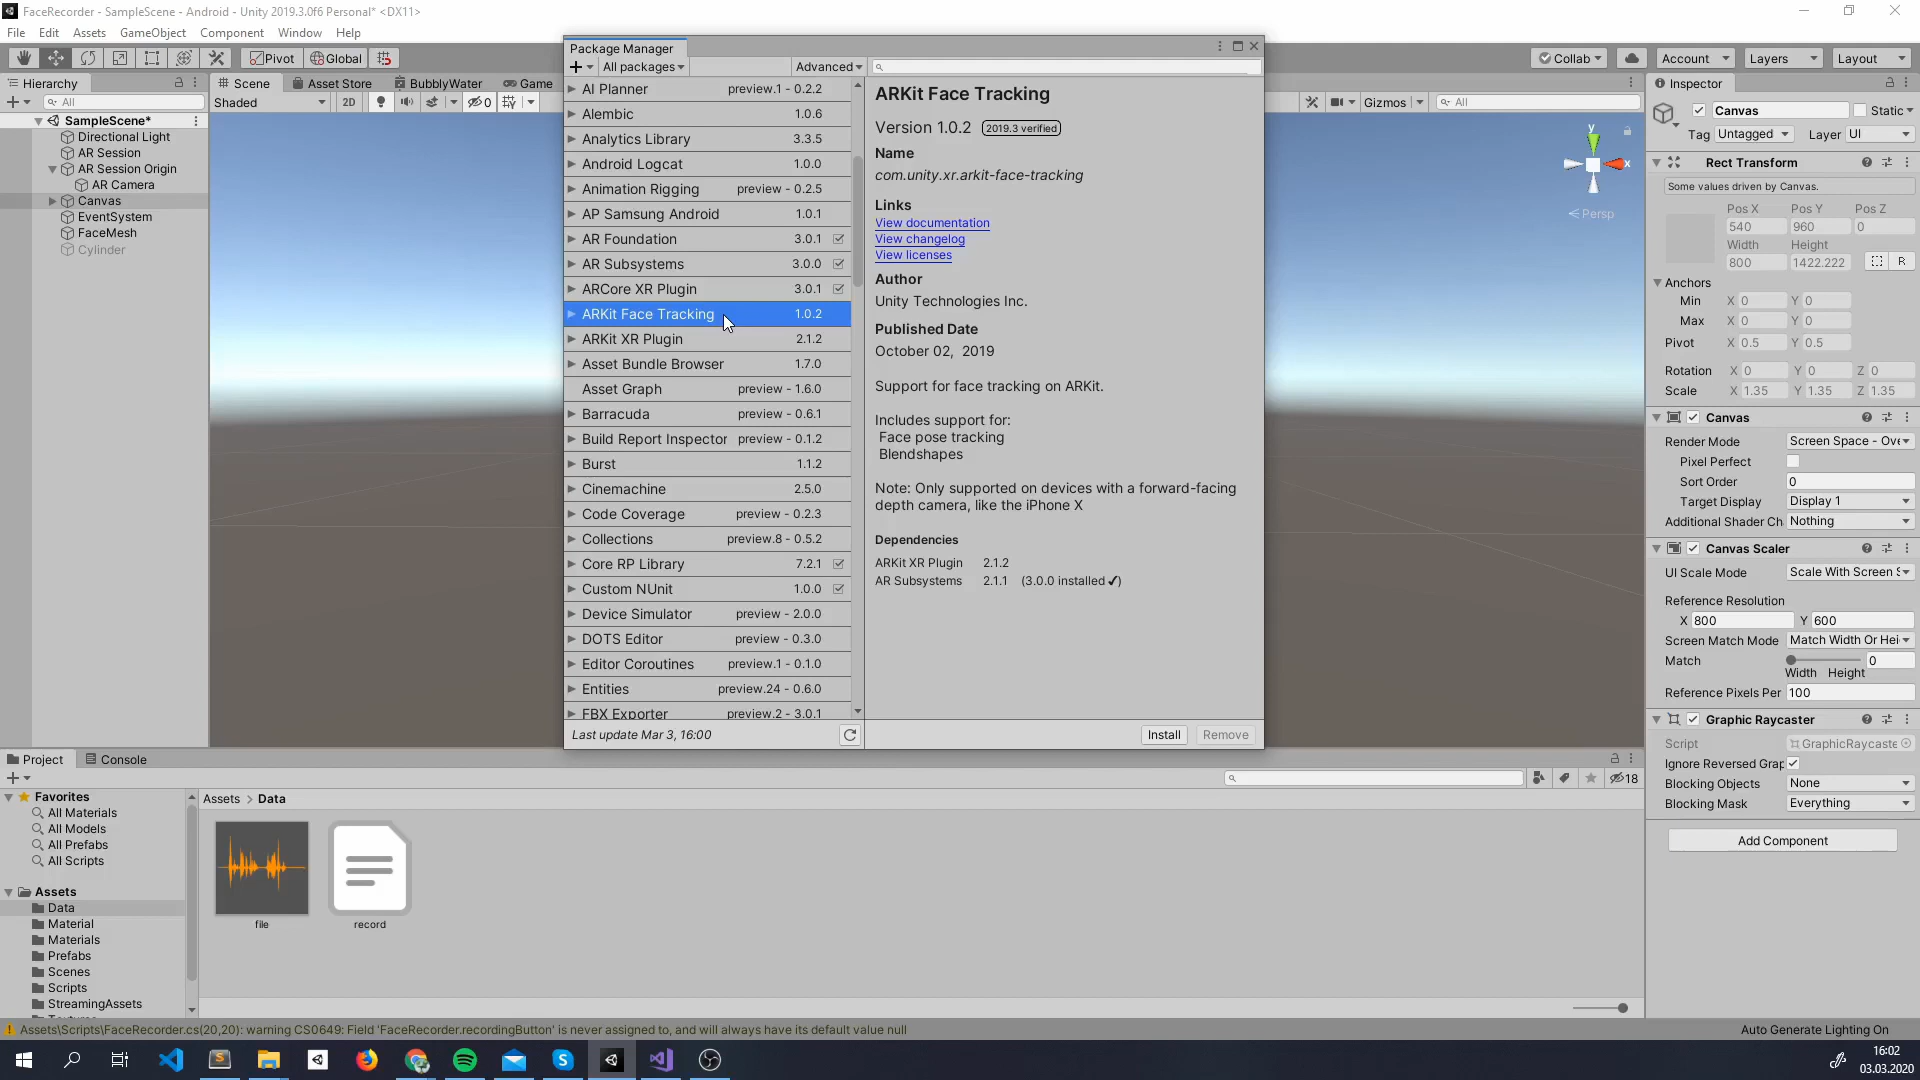 FaceRecorder - SampleScene - Android - Unity 2019.3.0f6 Personal* <DX11>
File Edit Assets GameObject Component Window Help
Pivot Global
Collab Account Layers Layout
Hierarchy
All
SampleScene*
Directional Light
AR Session
AR Session Origin
AR Camera
Canvas
EventSystem
FaceMesh
Cylinder
Scene Asset Store BubblyWater Game
Shaded 2D 0
Gizmos All
y
x
Persp
Package Manager
All packages Advanced
AI Planner preview.1 - 0.2.2
Alembic 1.0.6
Analytics Library 3.3.5
Android Logcat 1.0.0
Animation Rigging preview - 0.2.5
AP Samsung Android 1.0.1
AR Foundation 3.0.1
AR Subsystems 3.0.0
ARCore XR Plugin 3.0.1
ARKit Face Tracking 1.0.2
ARKit XR Plugin 2.1.2
Asset Bundle Browser 1.7.0
Asset Graph preview - 1.6.0
Barracuda preview - 0.6.1
Build Report Inspector preview - 0.1.2
Burst 1.1.2
Cinemachine 2.5.0
Code Coverage preview - 0.2.3
Collections preview.8 - 0.5.2
Core RP Library 7.2.1
Custom NUnit 1.0.0
Device Simulator preview - 2.0.0
DOTS Editor preview - 0.3.0
Editor Coroutines preview.1 - 0.1.0
Entities preview.24 - 0.6.0
FBX Exporter preview.2 - 3.0.1
Last update Mar 3, 16:00
ARKit Face Tracking
Version 1.0.2 2019.3 verified
Name
com.unity.xr.arkit-face-tracking
Links
View documentation
View changelog
View licenses
Author
Unity Technologies Inc.
Published Date
October 02, 2019
Support for face tracking on ARKit.
Includes support for:
Face pose tracking
Blendshapes
Note: Only supported on devices with a forward-facing
depth camera, like the iPhone X
Dependencies
ARKit XR Plugin 2.1.2
AR Subsystems 2.1.1 (3.0.0 installed ✔)
Install Remove
Inspector
Canvas Static
Tag Untagged Layer UI
Rect Transform
Some values driven by Canvas.
Pos X Pos Y Pos Z
540 960 0
Width Height
800 1422.222 R
Anchors
Min X 0 Y 0
Max X 0 Y 0
Pivot X 0.5 Y 0.5
Rotation X 0 Y 0 Z 0
Scale X 1.35 Y 1.35 Z 1.35
Canvas
Render Mode Screen Space - Ove
Pixel Perfect
Sort Order 0
Target Display Display 1
Additional Shader Ch Nothing
Canvas Scaler
UI Scale Mode Scale With Screen S
Reference Resolution
X 800 Y 600
Screen Match Mode Match Width Or Hei
Match 0
Width Height
Reference Pixels Per 100
Graphic Raycaster
Script GraphicRaycaste
Ignore Reversed Grap
Blocking Objects None
Blocking Mask Everything
Add Component
Project Console
18
Favorites
All Materials
All Models
All Prefabs
All Scripts
Assets
Data
Material
Materials
Prefabs
Scenes
Scripts
StreamingAssets
Assets > Data
file record
Assets\Scripts\FaceRecorder.cs(20,20): warning CS0649: Field 'FaceRecorder.recordingButton' is never assigned to, and will always have its default value null
Auto Generate Lighting On
16:02
03.03.2020